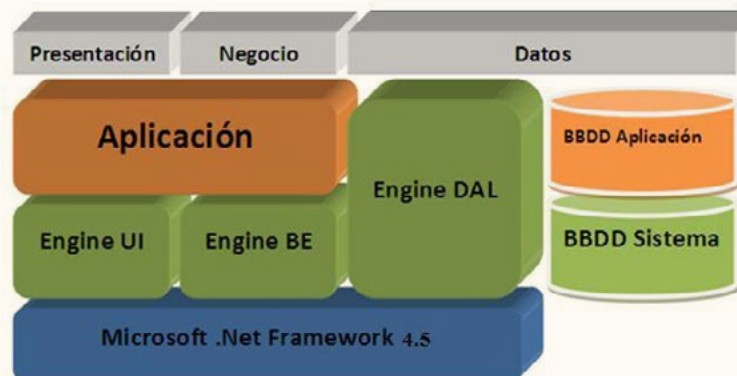 Presentación
Negocio
Datos
Aplicación
Engine DAL
BBDD Aplicación
Engine UI
Engine BE
BBDD Sistema
Microsoft .Net Framework 4.5